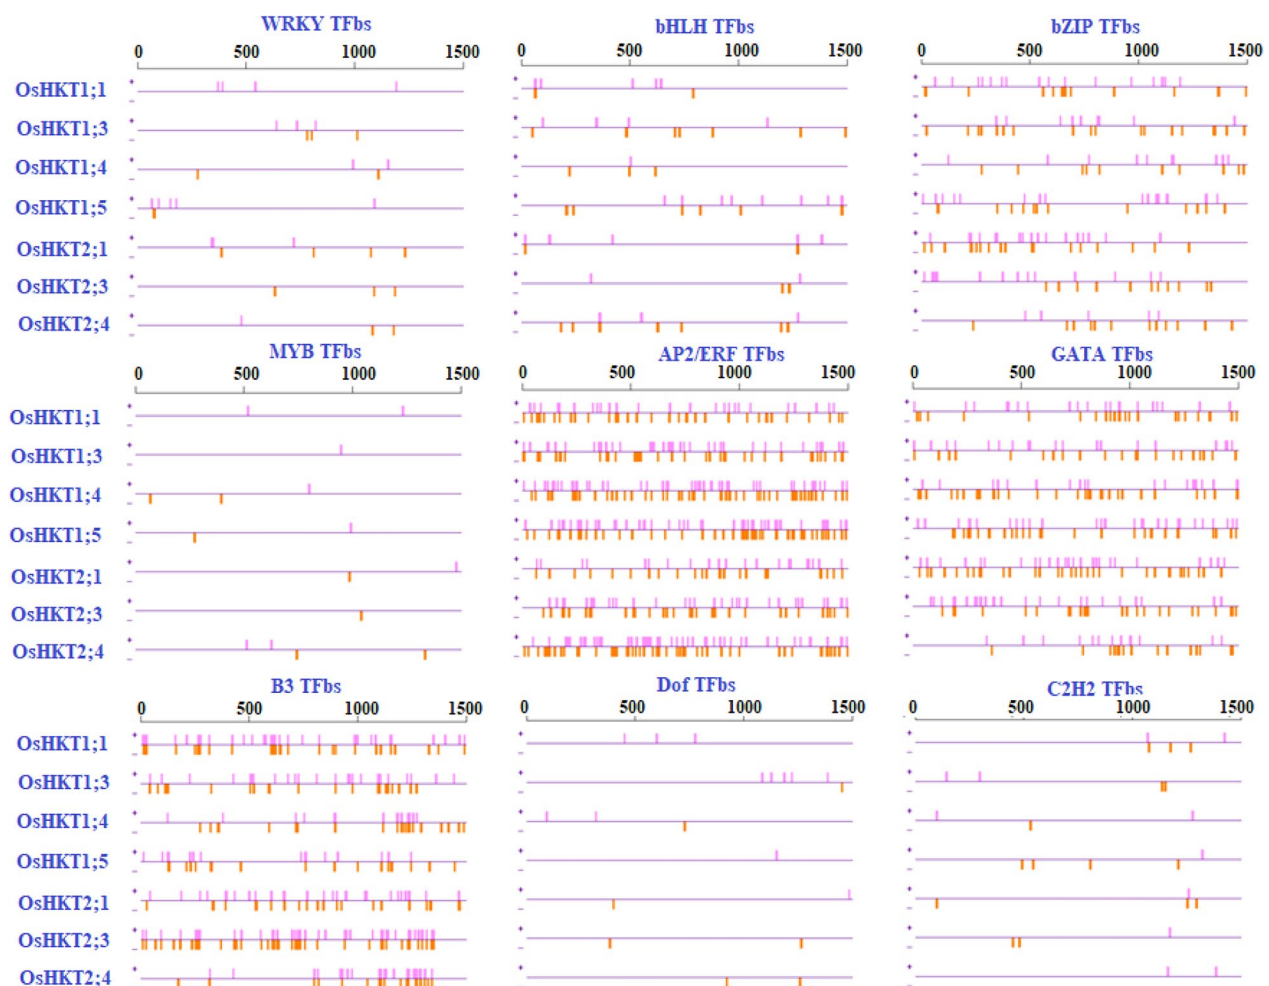 WRKY TFbs
bHLH TFbs
bZIP TFbs
0 500 1000 1500
0 500 1000 1500
0 500 1000 1500
OsHKT1;1
OsHKT1;3
OsHKT1;4
OsHKT1;5
OsHKT2;1
OsHKT2;3
OsHKT2;4
MYB TFbs
AP2/ERF TFbs
GATA TFbs
0 500 1000 1500
0 500 1000 1500
0 500 1000 1500
OsHKT1;1
OsHKT1;3
OsHKT1;4
OsHKT1;5
OsHKT2;1
OsHKT2;3
OsHKT2;4
B3 TFbs
Dof TFbs
C2H2 TFbs
0 500 1000 1500
0 500 1000 1500
0 500 1000 1500
OsHKT1;1
OsHKT1;3
OsHKT1;4
OsHKT1;5
OsHKT2;1
OsHKT2;3
OsHKT2;4